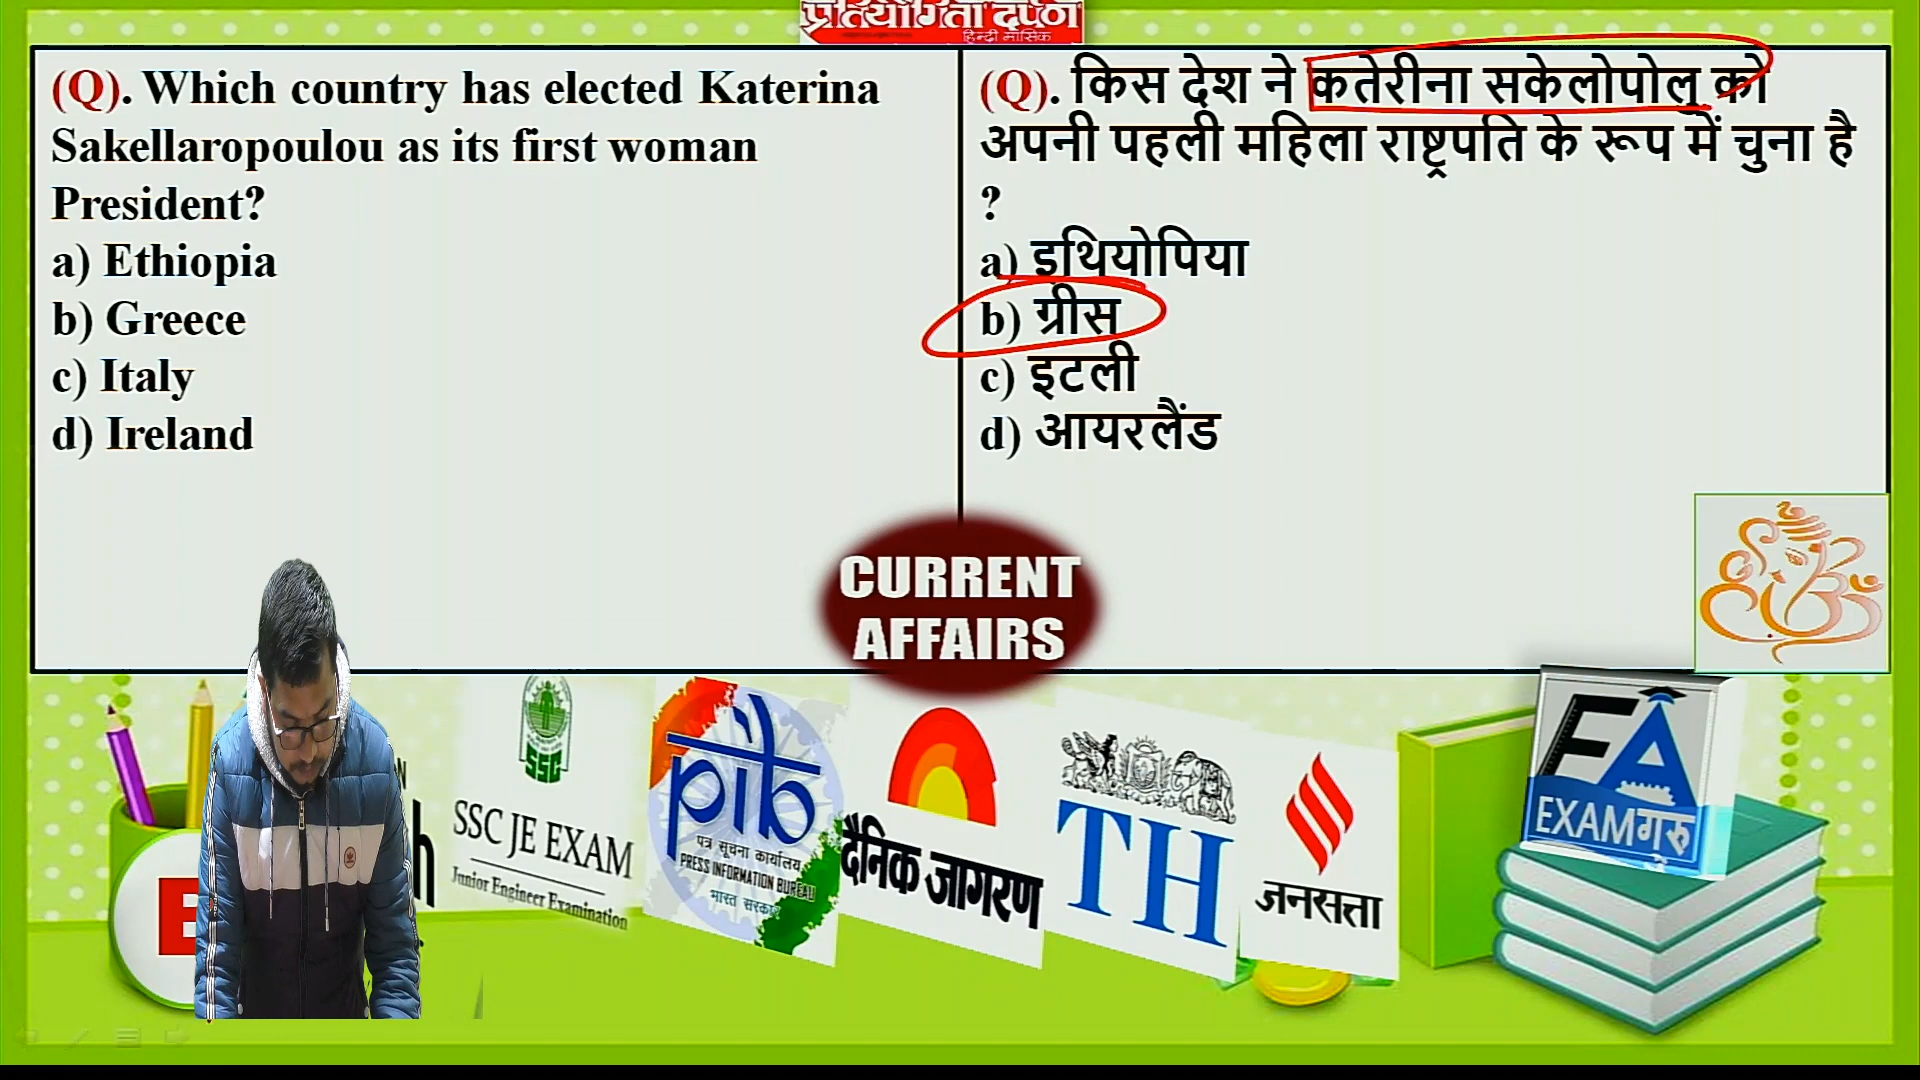 प्रतियोगिता दर्पण
हिन्दी मासिक
(Q). Which country has elected Katerina
Sakellaropoulou as its first woman
President?
a) Ethiopia
b) Greece
c) Italy
d) Ireland
(Q). किस देश ने कतेरीना सकेलोपोलू को
अपनी पहली महिला राष्ट्रपति के रूप में चुना है
?
a) इथियोपिया
b) ग्रीस
c) इटली
d) आयरलैंड
CURRENT
AFFAIRS
SSC
SSC JE EXAM
Junior Engineer Examination
pib
पत्र सूचना कार्यालय
PRESS INFORMATION BUREAU
भारत सरकार
दैनिक जागरण
TH
जनसत्ता
FA
EXAMगुरु